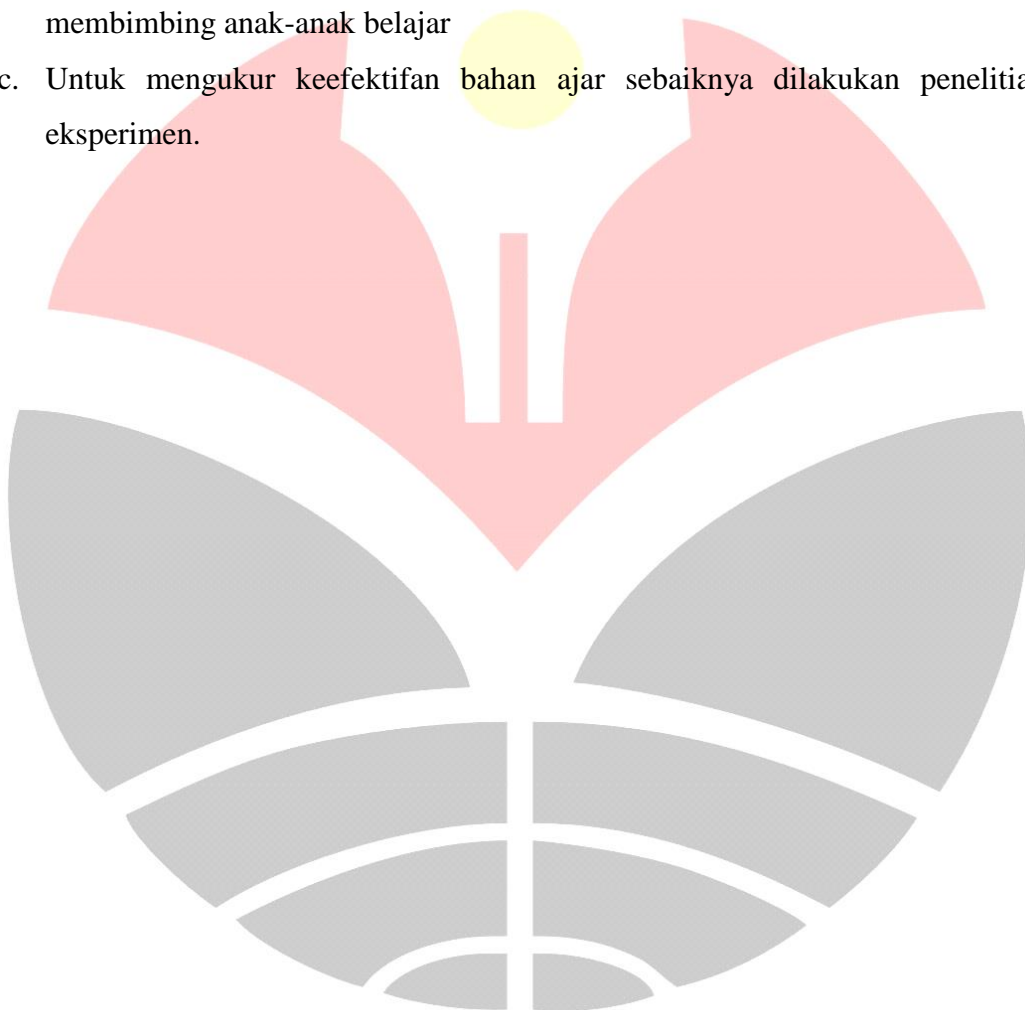 membimbing anak-anak belajar
c. Untuk mengukur keefektifan bahan ajar sebaiknya dilakukan penelitia
eksperimen.